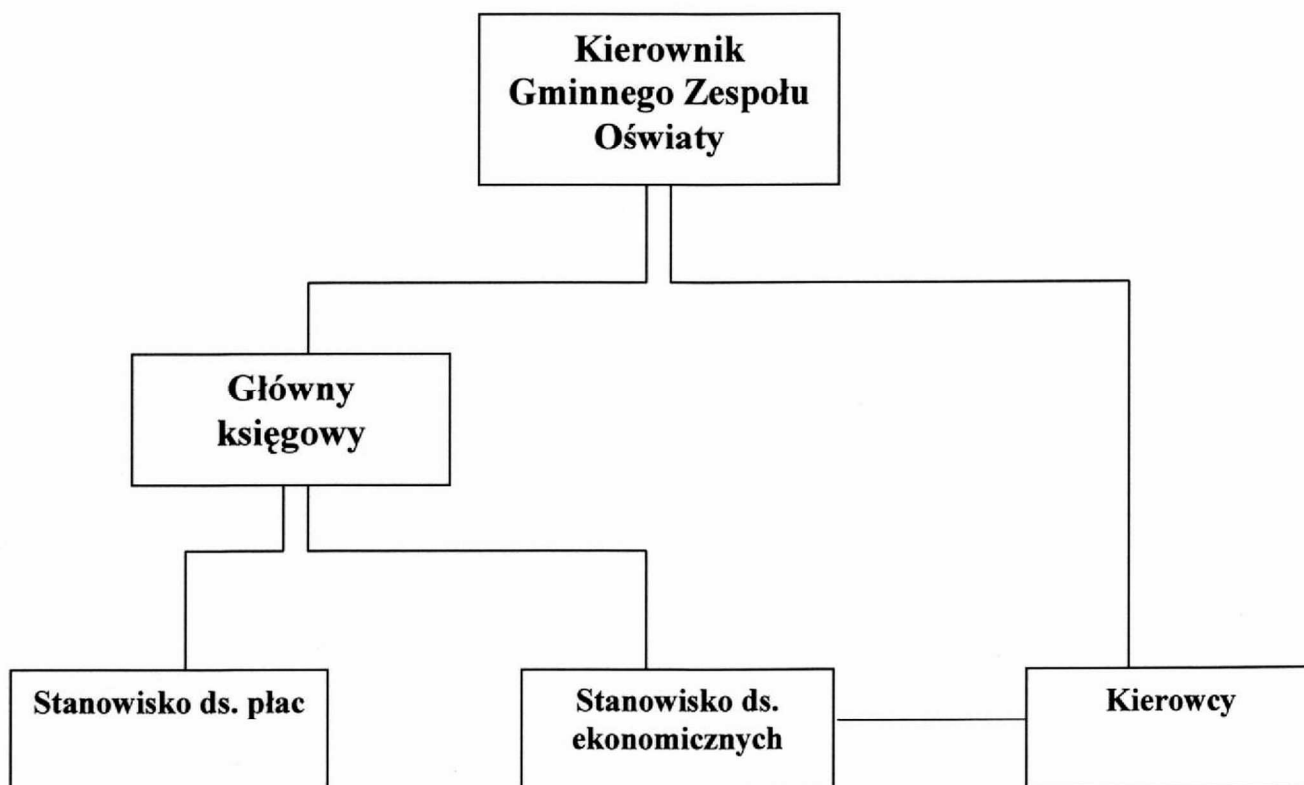 Kierownik
Gminnego Zespołu
Oświaty
Główny
księgowy
Stanowisko ds. płac
Stanowisko ds.
ekonomicznych
Kierowcy